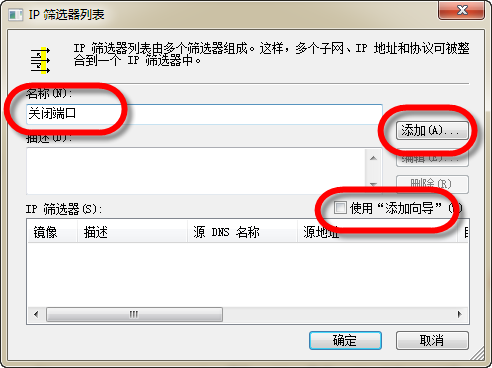 IP 筛选器列表
IP 筛选器列表由多个筛选器组成。这样，多个子网、IP 地址和协议可被整
合到一个 IP 筛选器中。
名称(N):
关闭端口
添加(A)...
描述(D):
编辑(E)...
删除(R)
IP 筛选器(S):
使用“添加向导”
镜像 描述 源 DNS 名称 源地址
确定 取消